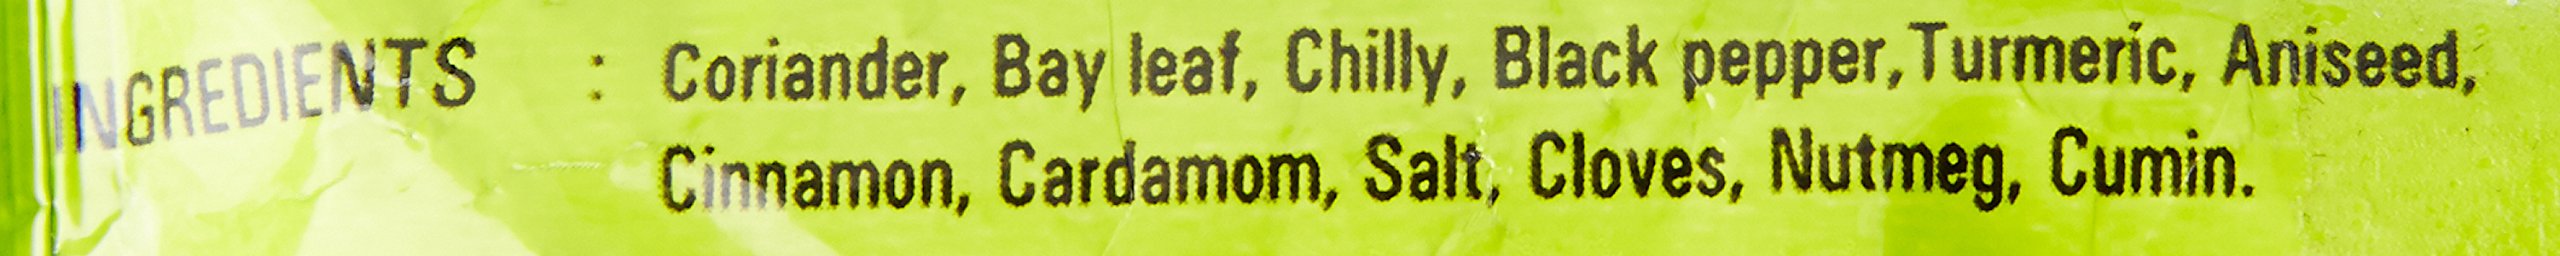 INGREDIENTS : Coriander, Bay leaf, Chilly, Black pepper,Turmeric, Aniseed,
Cinnamon, Cardamom, Salt, Cloves, Nutmeg, Cumin.